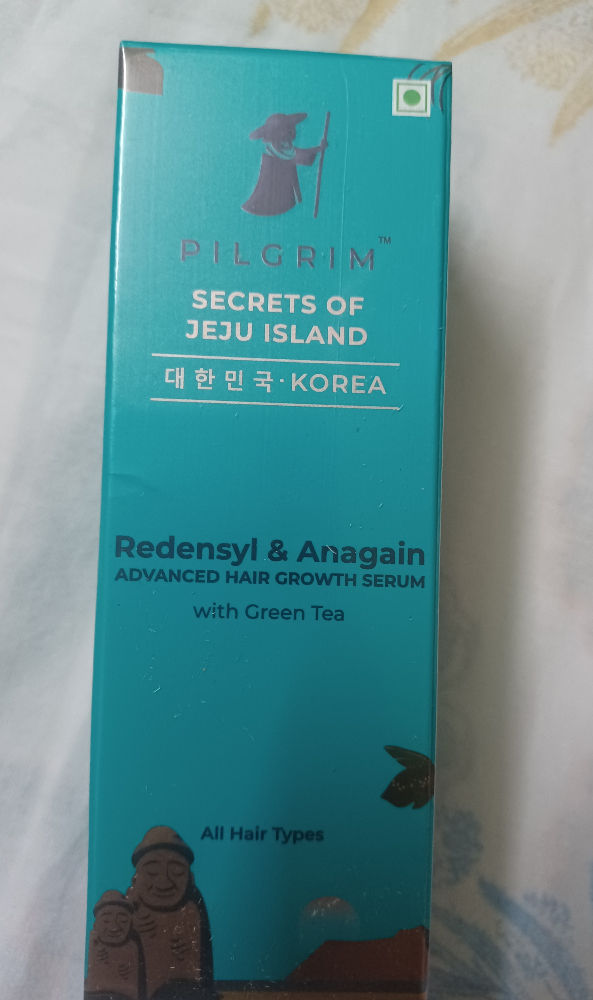 PILGRIM™
SECRETS OF
JEJU ISLAND
대한민국·KOREA
Redensyl & Anagain
ADVANCED HAIR GROWTH SERUM
with Green Tea
All Hair Types